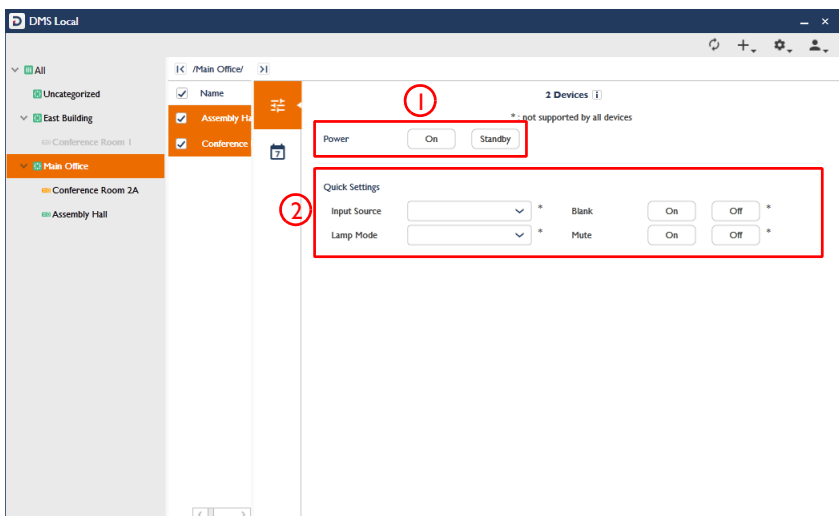 DMS Local
All
Uncategorized
East Building
Conference Room 1
Main Office
Conference Room 2A
Assembly Hall
/Main Office/
Name
Assembly Ha
Conference
7
1
2 Devices i
* : not supported by all devices
Power On Standby
2
Quick Settings
Input Source * Blank On Off *
Lamp Mode * Mute On Off *